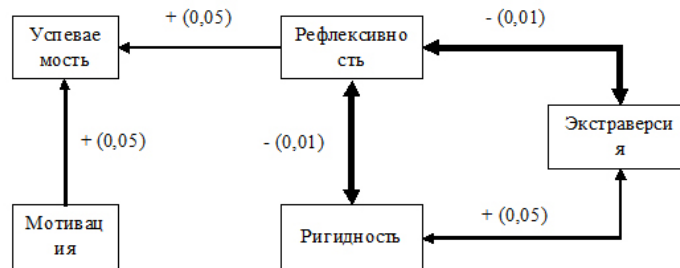 + (0,05)
- (0,01)
Успевае
мость
Рефлексивно
сть
Экстраверси
я
+ (0,05)
- (0,01)
+ (0,05)
Мотивац
ия
Ригидность